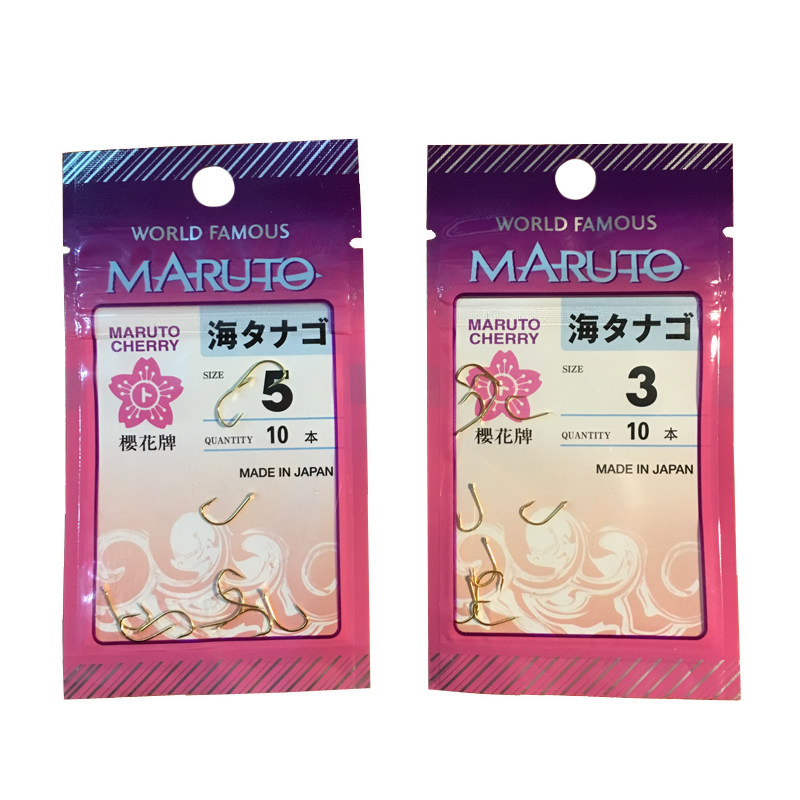 WORLD FAMOUS
MARUTO
MARUTO
CHERRY
海タナゴ
SIZE
5
ト
櫻花牌
QUANTITY
10 本
MADE IN JAPAN
WORLD FAMOUS
MARUTO
MARUTO
CHERRY
海タナゴ
SIZE
3
ト
櫻花牌
QUANTITY
10 本
MADE IN JAPAN